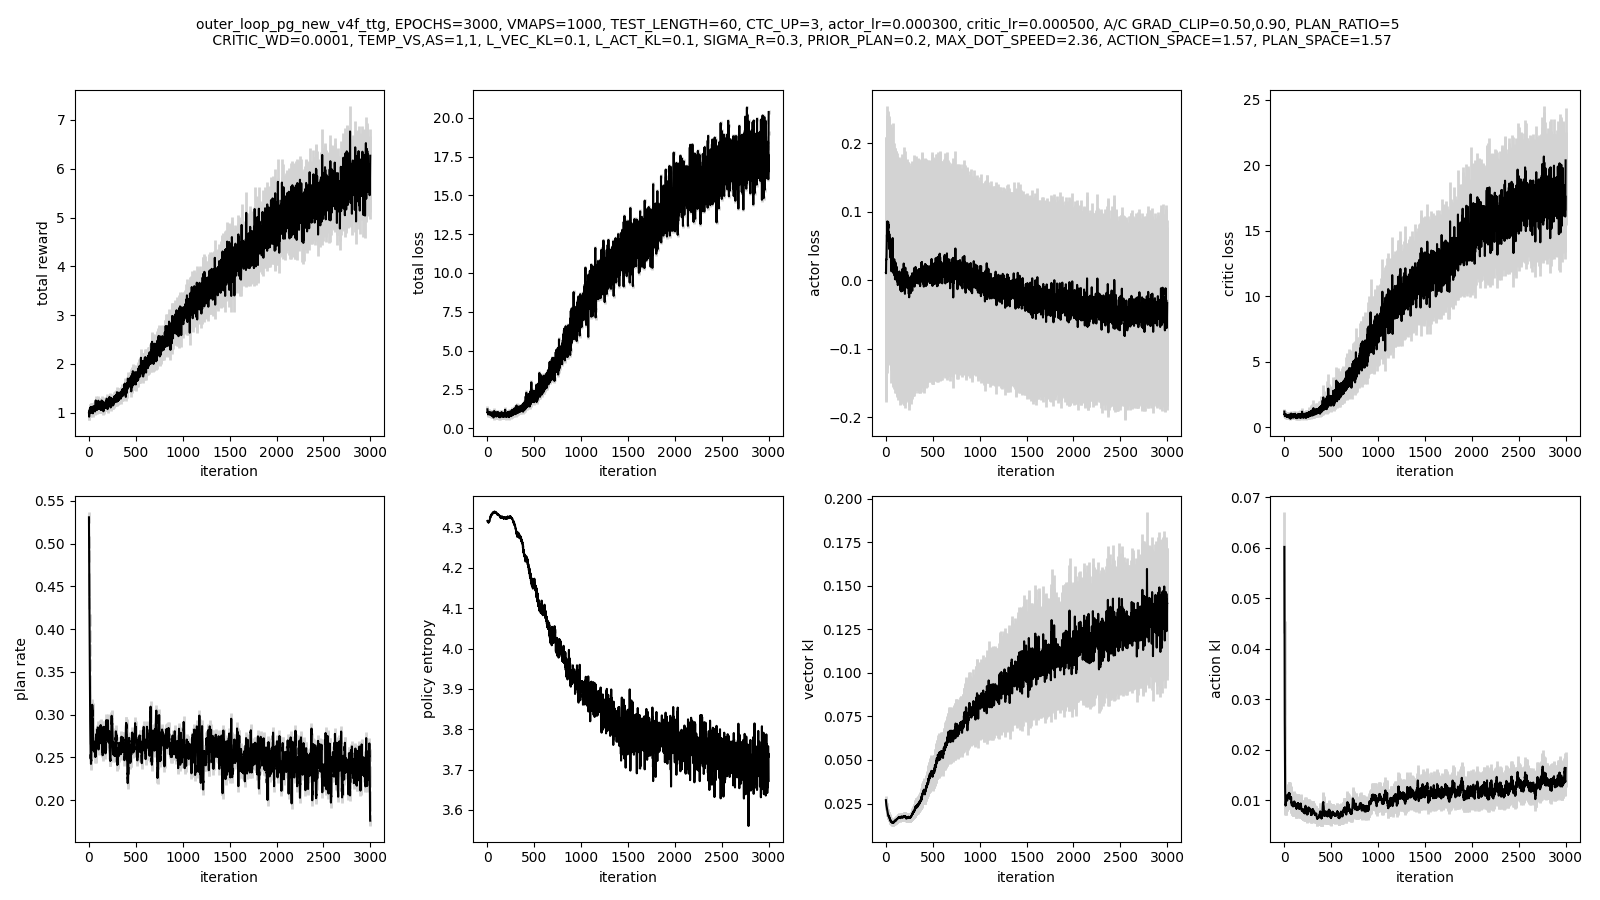 outer_loop_pg_new_v4f_ttg, EPOCHS=3000, VMAPS=1000, TEST_LENGTH=60, CTC_UP=3, actor_lr=0.000300, critic_lr=0.000500, A/C GRAD_CLIP=0.50,0.90, PLAN_RATIO=5
CRITIC_WD=0.0001, TEMP_VS,AS=1,1, L_VEC_KL=0.1, L_ACT_KL=0.1, SIGMA_R=0.3, PRIOR_PLAN=0.2, MAX_DOT_SPEED=2.36, ACTION_SPACE=1.57, PLAN_SPACE=1.57
total reward
7
6
5
4
3
2
1
0 500 1000 1500 2000 2500 3000
iteration
total loss
20.0
17.5
15.0
12.5
10.0
7.5
5.0
2.5
0.0
0 500 1000 1500 2000 2500 3000
iteration
actor loss
0.2
0.1
0.0
−0.1
−0.2
0 500 1000 1500 2000 2500 3000
iteration
critic loss
25
20
15
10
5
0
0 500 1000 1500 2000 2500 3000
iteration
plan rate
0.55
0.50
0.45
0.40
0.35
0.30
0.25
0.20
0 500 1000 1500 2000 2500 3000
iteration
policy entropy
4.3
4.2
4.1
4.0
3.9
3.8
3.7
3.6
0 500 1000 1500 2000 2500 3000
iteration
vector kl
0.200
0.175
0.150
0.125
0.100
0.075
0.050
0.025
0 500 1000 1500 2000 2500 3000
iteration
action kl
0.07
0.06
0.05
0.04
0.03
0.02
0.01
0 500 1000 1500 2000 2500 3000
iteration